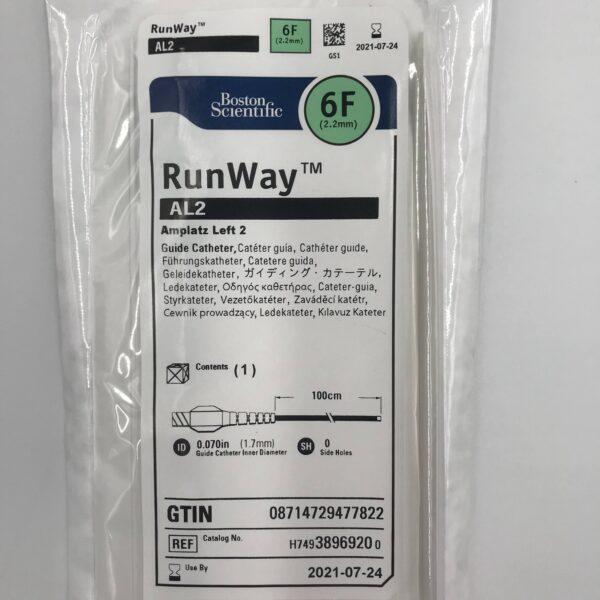 RunWay™
AL2
6F
(2.2mm)
GS1
2021-07-24
Boston
Scientific
6F
(2.2mm)
RunWay™
AL2
Amplatz Left 2
Guide Catheter, Catéter guía, Cathéter guide,
Führungskatheter, Catetere guida,
Geleidekatheter, ガイディング・カテーテル,
Ledekateter, Οδηγός καθετήρας, Cateter-guia,
Styrkateter, Vezetőkatéter, Zaváděcí katétr,
Cewnik prowadzący, Ledekateter, Kılavuz Kateter
Contents (1)
100cm
ID 0.070in (1.7mm)
Guide Catheter Inner Diameter
SH 0
Side Holes
GTIN 08714729477822
REF Catalog No. H74938969200
Use By 2021-07-24